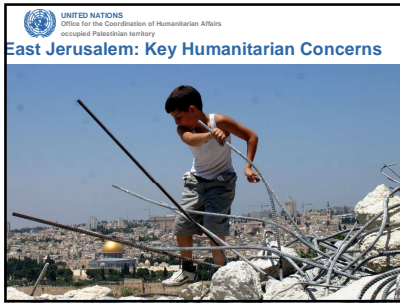 UNITED NATIONS
Office for the Coordination of Humanitarian Affairs
occupied Palestinian territory
East Jerusalem: Key Humanitarian Concerns